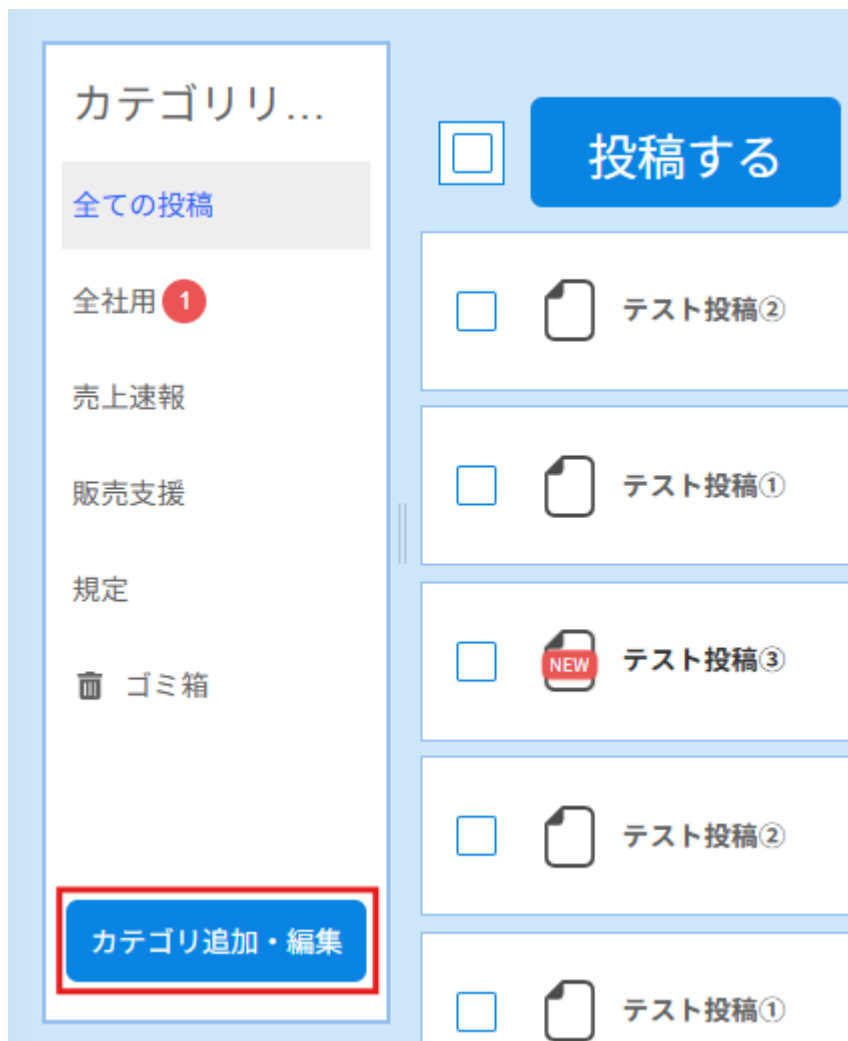 カテゴリリ...
全ての投稿
全社用 1
売上速報
販売支援
規定
ゴミ箱
カテゴリ追加・編集
投稿する
テスト投稿②
テスト投稿①
NEW テスト投稿③
テスト投稿②
テスト投稿①